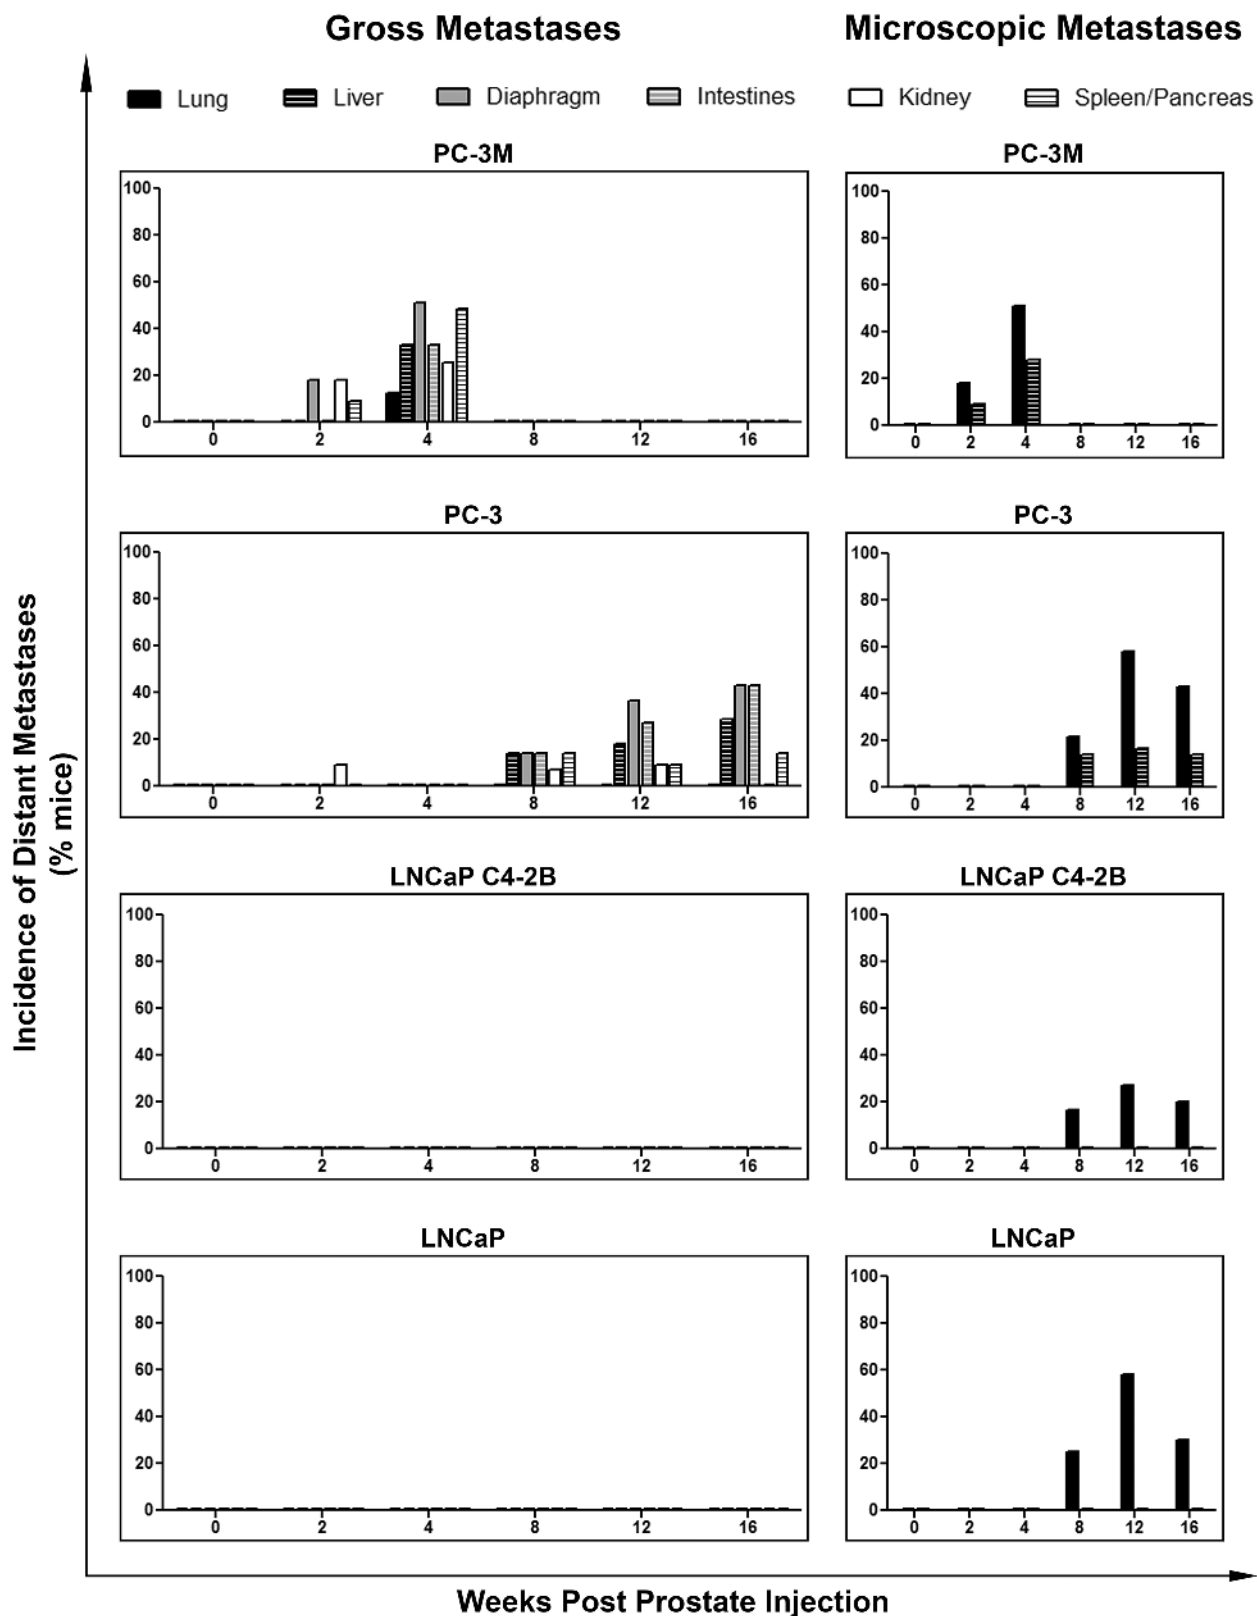 Gross Metastases
Microscopic Metastases
Lung Liver Diaphragm Intestines Kidney Spleen/Pancreas
PC-3M
100
80
60
40
20
0
0 2 4 8 12 16
PC-3M
100
80
60
40
20
0
0 2 4 8 12 16
PC-3
100
80
60
40
20
0
0 2 4 8 12 16
PC-3
100
80
60
40
20
0
0 2 4 8 12 16
LNCaP C4-2B
100
80
60
40
20
0
0 2 4 8 12 16
LNCaP C4-2B
100
80
60
40
20
0
0 2 4 8 12 16
LNCaP
100
80
60
40
20
0
0 2 4 8 12 16
LNCaP
100
80
60
40
20
0
0 2 4 8 12 16
Incidence of Distant Metastases
(% mice)
Weeks Post Prostate Injection